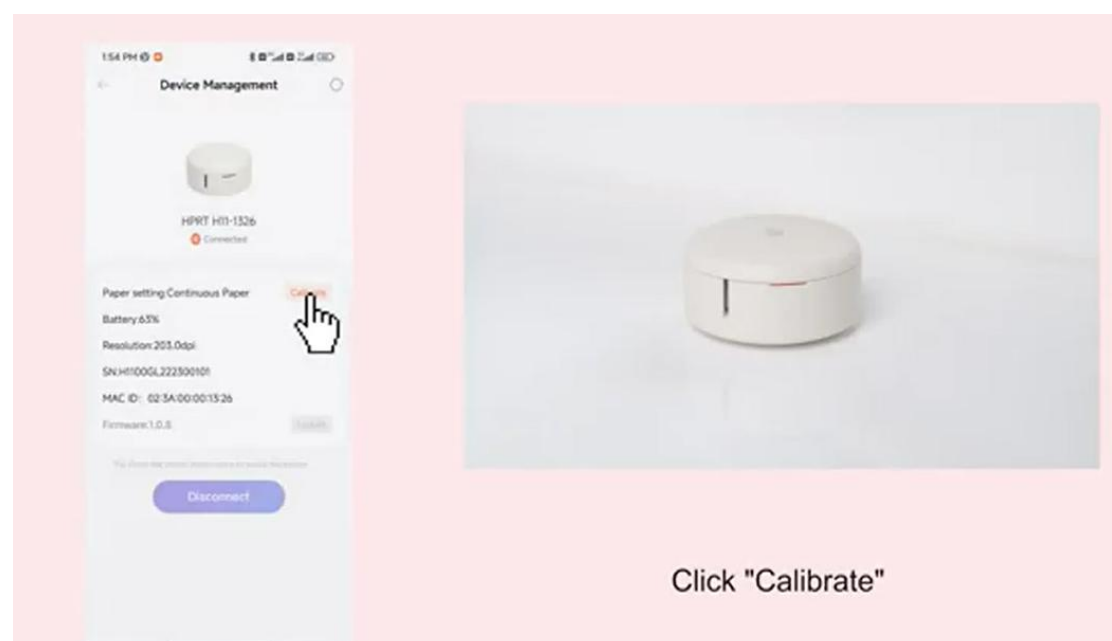 1:54 PM
Device Management
HPRT H11-1326
Connected
Paper setting:Continuous Paper
Calibrate
Battery:63%
Resolution:203.0dpi
SN:H1100GL222300101
MAC ID: 02:3A:00:00:13:26
Firmware:1.0.8
Disconnect
Click "Calibrate"